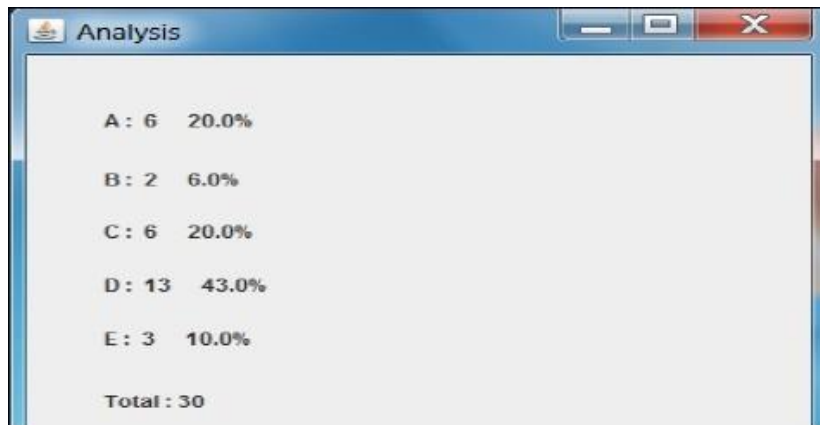 Analysis
A : 6 20.0%
B : 2 6.0%
C : 6 20.0%
D : 13 43.0%
E : 3 10.0%
Total : 30